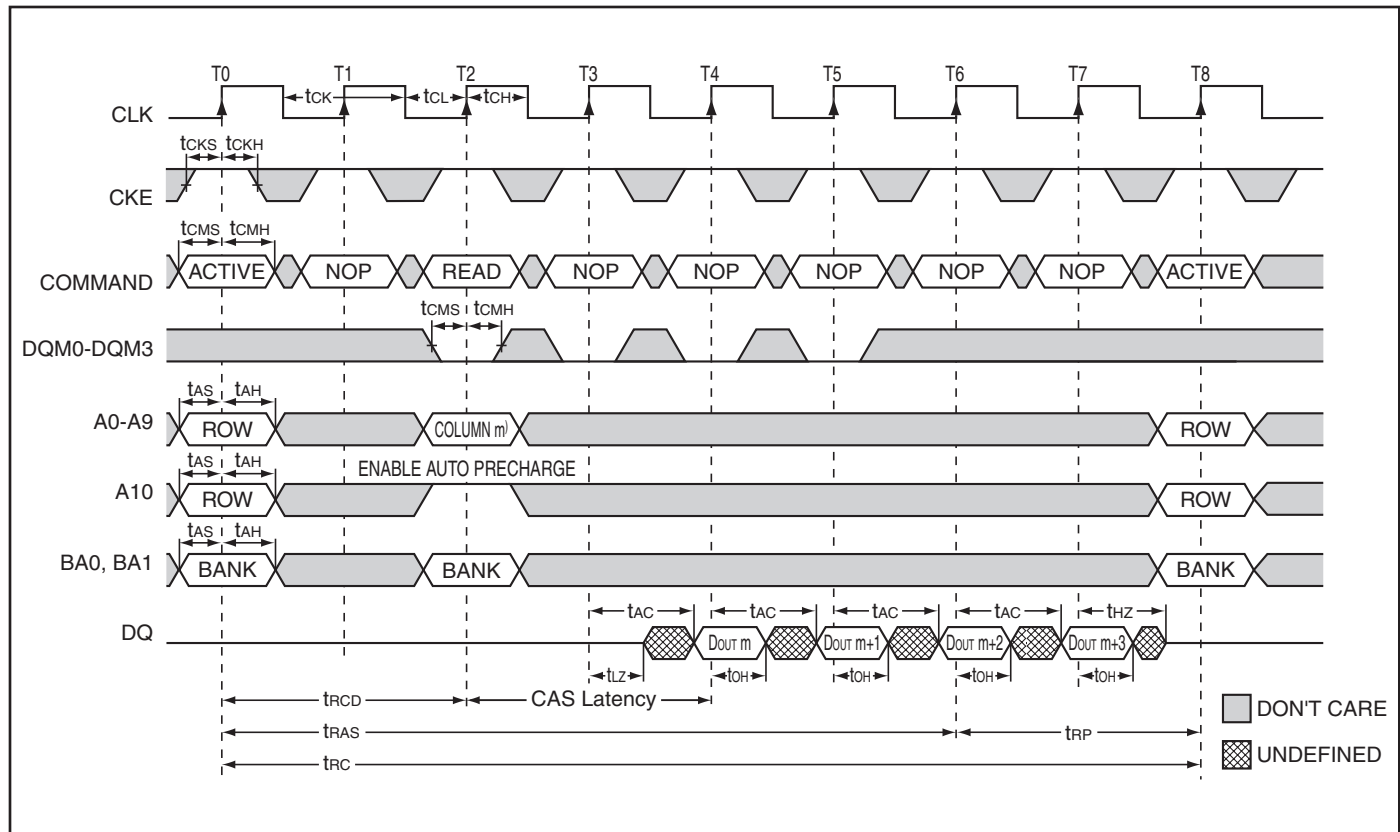 T0 T1 T2 T3 T4 T5 T6 T7 T8
tCK tCL tCH
CLK
tCKS tCKH
CKE
tCMS tCMH
COMMAND ACTIVE NOP READ NOP NOP NOP NOP NOP ACTIVE
tCMS tCMH
DQM0-DQM3
tAS tAH
A0-A9 ROW COLUMN m) ROW
tAS tAH ENABLE AUTO PRECHARGE
A10 ROW ROW
tAS tAH
BA0, BA1 BANK BANK BANK
tAC tAC tAC tAC tHZ
DQ DOUT m DOUT m+1 DOUT m+2 DOUT m+3
tLZ tOH tOH tOH tOH
tRCD CAS Latency
DON'T CARE
tRAS tRP
UNDEFINED
tRC